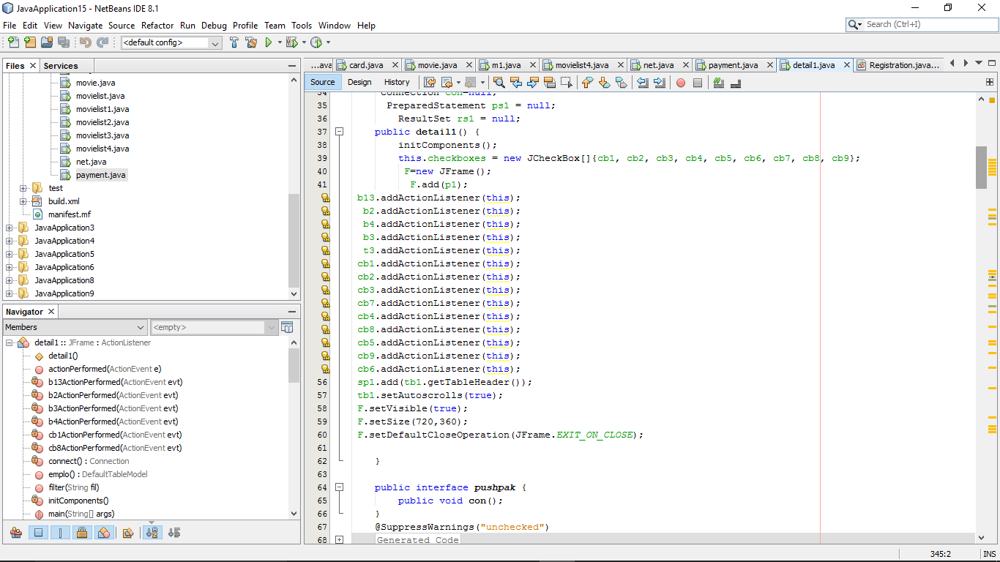 JavaApplication15 - NetBeans IDE 8.1
File Edit View Navigate Source Refactor Run Debug Profile Team Tools Window Help
Search (Ctrl+I)
<default config>
Files Services
movie.java
movielist.java
movielist1.java
movielist2.java
movielist3.java
movielist4.java
net.java
payment.java
test
build.xml
manifest.mf
JavaApplication3
JavaApplication4
JavaApplication5
JavaApplication6
JavaApplication8
JavaApplication9
Navigator
Members <empty>
detail1 :: JFrame : ActionListener
detail1()
actionPerformed(ActionEvent e)
b13ActionPerformed(ActionEvent evt)
b2ActionPerformed(ActionEvent evt)
b3ActionPerformed(ActionEvent evt)
b4ActionPerformed(ActionEvent evt)
cb1ActionPerformed(ActionEvent evt)
cb8ActionPerformed(ActionEvent evt)
connect() : Connection
emplo() : DefaultTableModel
filter(String fil)
initComponents()
main(String[] args)
...ava card.java movie.java m1.java movielist4.java net.java payment.java detail1.java Registration.java...
Source Design History
34 Connection con=null;
35 PreparedStatement ps1 = null;
36 ResultSet rs1 = null;
37 public detail1() {
38 initComponents();
39 this.checkboxes = new JCheckBox[]{cb1, cb2, cb3, cb4, cb5, cb6, cb7, cb8, cb9};
40 F=new JFrame();
41 F.add(p1);
b13.addActionListener(this);
b2.addActionListener(this);
b4.addActionListener(this);
b3.addActionListener(this);
t3.addActionListener(this);
cb1.addActionListener(this);
cb2.addActionListener(this);
cb3.addActionListener(this);
cb7.addActionListener(this);
cb4.addActionListener(this);
cb8.addActionListener(this);
cb5.addActionListener(this);
cb9.addActionListener(this);
cb6.addActionListener(this);
56 sp1.add(tb1.getTableHeader());
57 tb1.setAutoscrolls(true);
58 F.setVisible(true);
59 F.setSize(720,360);
60 F.setDefaultCloseOperation(JFrame.EXIT_ON_CLOSE);
61
62 }
63
64 public interface pushpak {
65 public void con();
66 }
67 @SuppressWarnings("unchecked")
68 Generated Code
345:2 INS